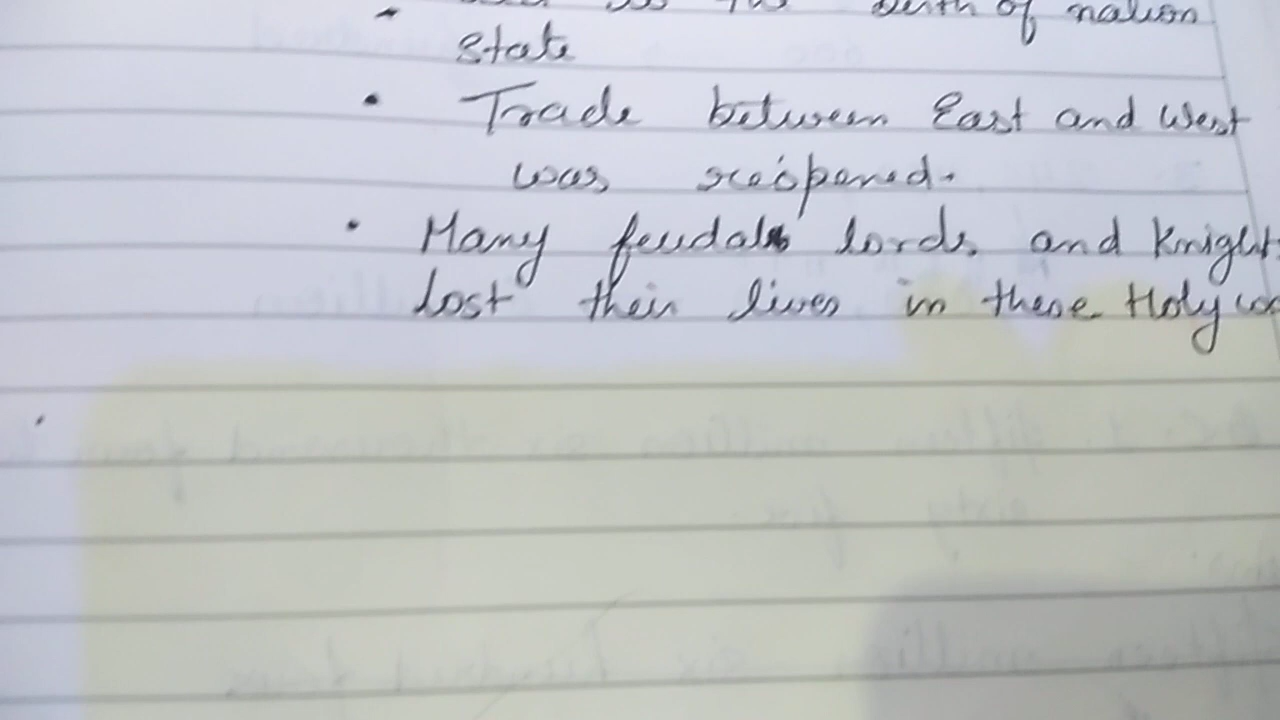 birth of nation
state
• Trade between East and West
was reopened.
• Many feudal lords and Knights
lost their lives in these Holy